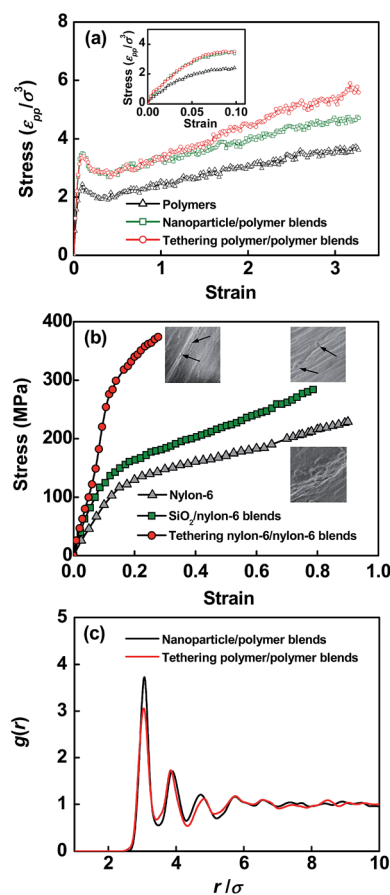 (a)
Stress (ε_pp/σ³)
8
6
4
2
0
0 1 2 3
Strain
Stress (ε_pp/σ³)
4
2
0
0.00 0.05 0.10
Strain
Polymers
Nanoparticle/polymer blends
Tethering polymer/polymer blends
(b)
Stress (MPa)
400
300
200
100
0
0.0 0.2 0.4 0.6 0.8 1.0
Strain
Nylon-6
SiO₂/nylon-6 blends
Tethering nylon-6/nylon-6 blends
(c)
g(r)
5
4
3
2
1
0
2 4 6 8 10
r/σ
Nanoparticle/polymer blends
Tethering polymer/polymer blends